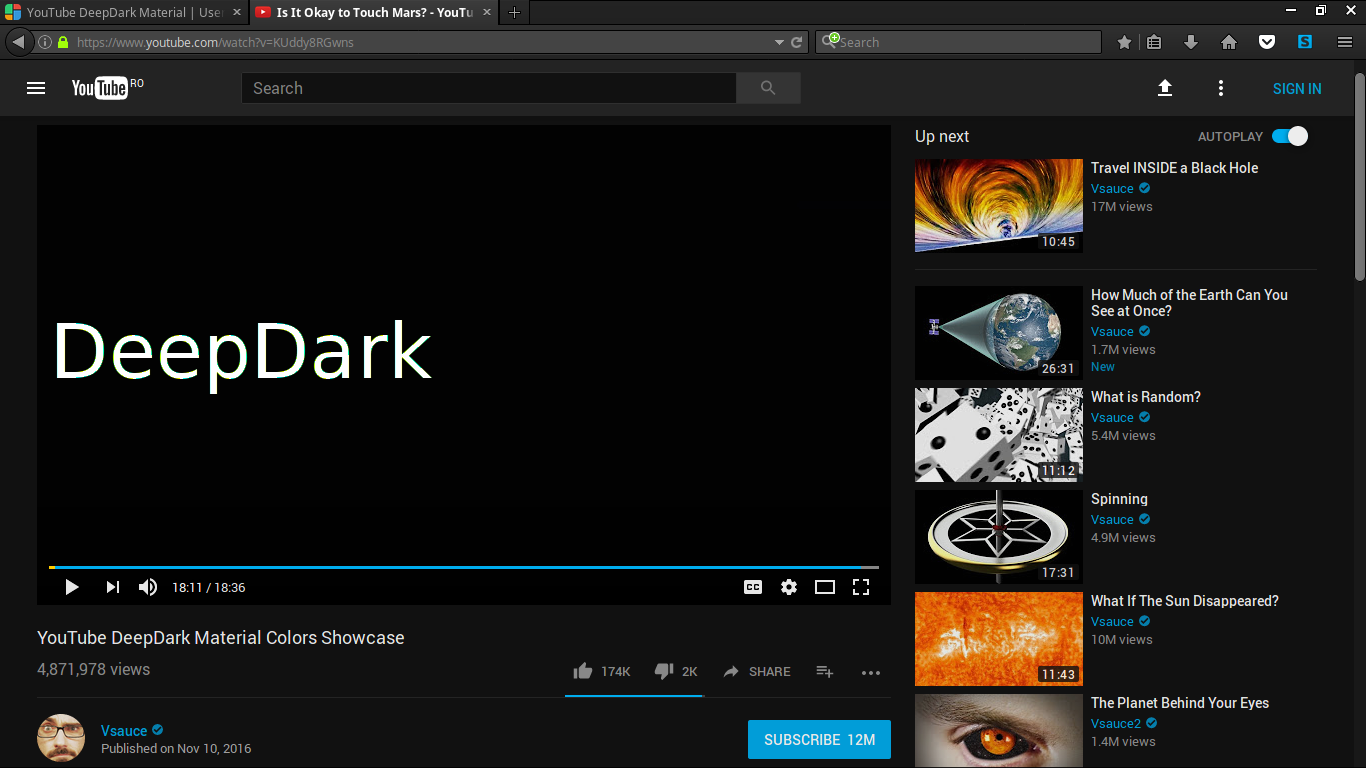 YouTube DeepDark Material | Use
Is It Okay to Touch Mars? - YouTu
https://www.youtube.com/watch?v=KUddy8RGwns
Search
YouTube RO
Search
SIGN IN
DeepDark
18:11 / 18:36
CC
YouTube DeepDark Material Colors Showcase
4,871,978 views
174K
2K
SHARE
Vsauce
Published on Nov 10, 2016
SUBSCRIBE 12M
Up next
AUTOPLAY
Travel INSIDE a Black Hole
Vsauce
17M views
10:45
How Much of the Earth Can You
See at Once?
Vsauce
1.7M views
New
26:31
What is Random?
Vsauce
5.4M views
11:12
Spinning
Vsauce
4.9M views
17:31
What If The Sun Disappeared?
Vsauce
10M views
11:43
The Planet Behind Your Eyes
Vsauce2
1.4M views